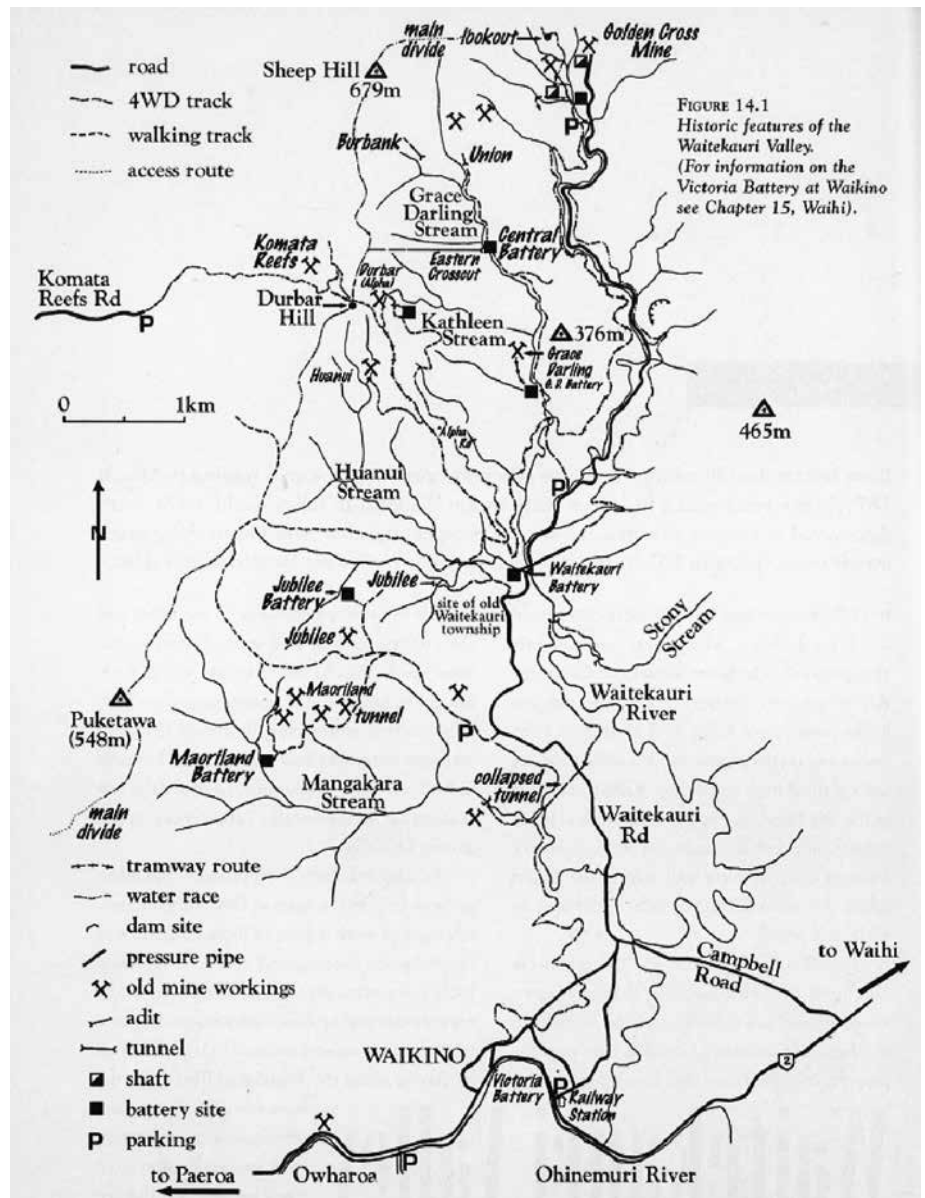 road
4WD track
walking track
access route
main
divide
lookout
Golden Cross
Mine
Sheep Hill
679m
P
FIGURE 14.1
Historic features of the
Waitekauri Valley.
(For information on the
Victoria Battery at Waikino
see Chapter 15, Waihi).
Burbank
Union
Grace
Darling
Stream
Central
Battery
Eastern
Crosscut
Komata
Reefs
Durbar
(Alpha)
Komata
Reefs Rd
P
Durbar
Hill
Kathleen
Stream
376m
Grace
Darling
G.D. Battery
Huanui
0 1km
465m
"Alpha
Rd"
Huanui
Stream
P
N
Jubilee
Battery
Jubilee
Waitekauri
Battery
site of old
Waitekauri
township
Stony
Stream
Jubilee
Waitekauri
River
Maoriland
tunnel
Puketawa
(548m)
P
Maoriland
Battery
Mangakara
Stream
collapsed
tunnel
Waitekauri
Rd
main
divide
tramway route
water race
dam site
pressure pipe
old mine workings
adit
tunnel
shaft
battery site
P parking
Campbell
Road
to Waihi
2
WAIKINO
Victoria
Battery
P
Railway
Station
P
to Paeroa
Owharoa
Ohinemuri River